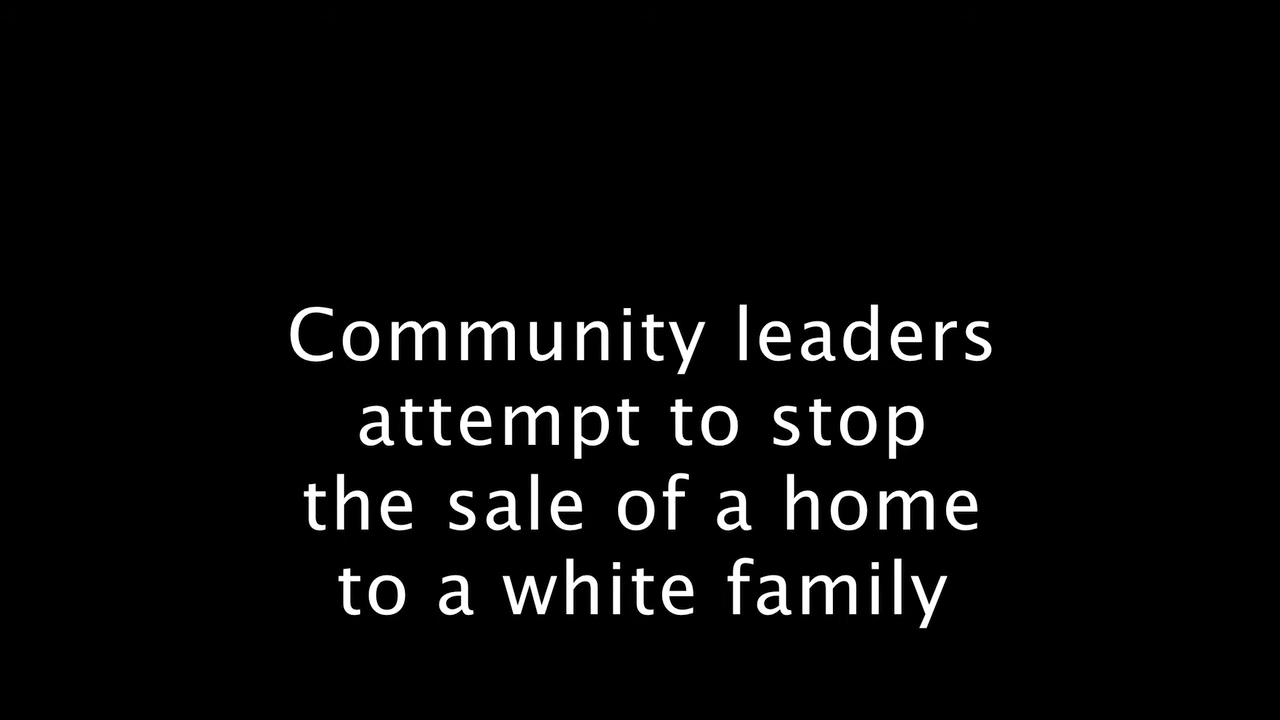 Community leaders
attempt to stop
the sale of a home
to a white family